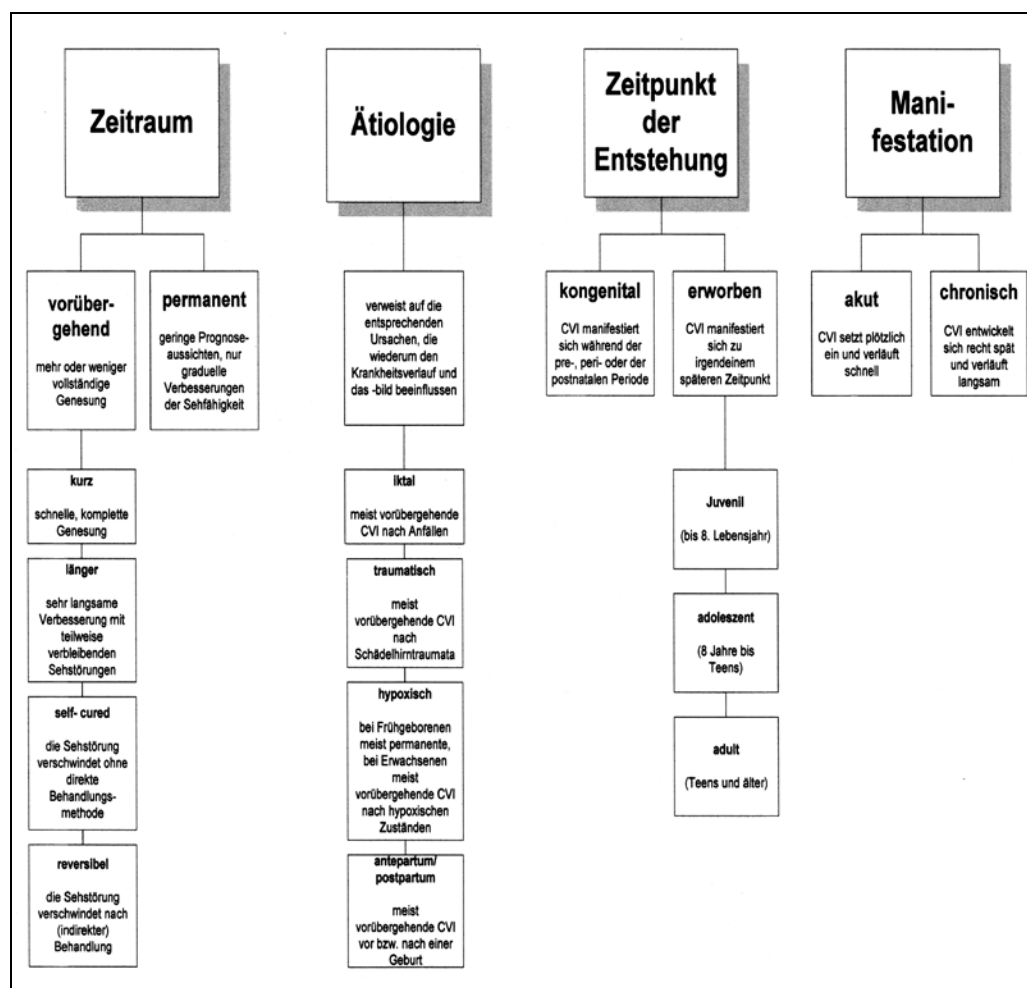 Zeitraum
vorüber-
gehend
mehr oder weniger
vollständige
Genesung
permanent
geringe Prognose-
aussichten, nur
graduelle
Verbesserungen
der Sehfähigkeit
kurz
schnelle, komplette
Genesung
länger
sehr langsame
Verbesserung mit
teilweise
verbleibenden
Sehstörungen
self- cured
die Sehstörung
verschwindet ohne
direkte
Behandlungs-
methode
reversibel
die Sehstörung
verschwindet nach
(indirekter)
Behandlung
Ätiologie
verweist auf die
entsprechenden
Ursachen, die
wiederum den
Krankheitsverlauf und
das -bild beeinflussen
iktal
meist vorübergehende
CVI nach Anfällen
traumatisch
meist
vorübergehende CVI
nach
Schädelhirntraumata
hypoxisch
bei Frühgeborenen
meist permanente,
bei Erwachsenen
meist
vorübergehende CVI
nach hypoxischen
Zuständen
antepartum/
postpartum
meist
vorübergehende CVI
vor bzw. nach einer
Geburt
Zeitpunkt
der
Entstehung
kongenital
CVI manifestiert
sich während der
pre-, peri- oder der
postnatalen Periode
erworben
CVI manifestiert
sich zu
irgendeinem
späteren Zeitpunkt
Juvenil
(bis 8. Lebensjahr)
adoleszent
(8 Jahre bis
Teens)
adult
(Teens und älter)
Mani-
festation
akut
CVI setzt plötzlich
ein und verläuft
schnell
chronisch
CVI entwickelt
sich recht spät
und verläuft
langsam